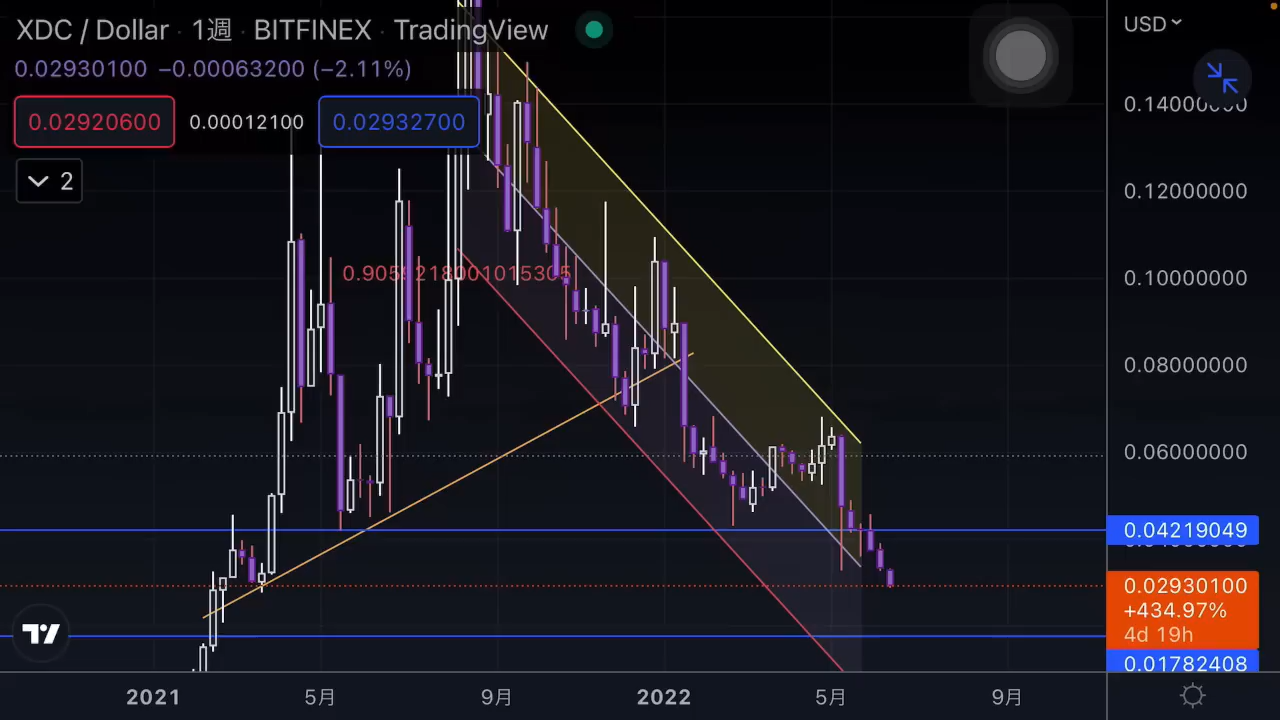 XDC / Dollar · 1週 · BITFINEX · TradingView
USD
0.02930100 −0.00063200 (−2.11%)
0.02920600 0.00012100 0.02932700
2
0.14000000
0.12000000
0.10000000
0.08000000
0.06000000
0.04219049
0.02930100
+434.97%
4d 19h
0.01782408
2021 5月 9月 2022 5月 9月